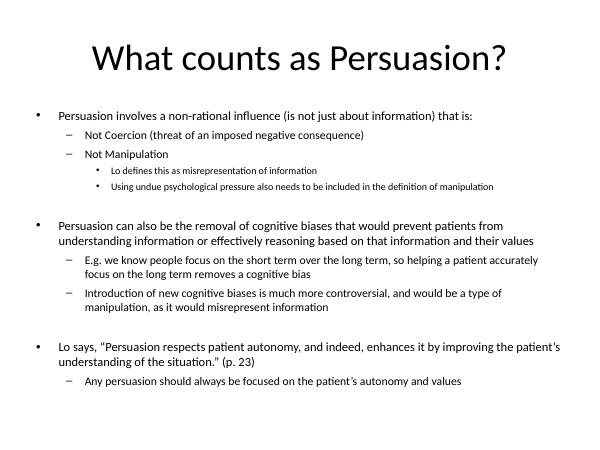 What counts as Persuasion?
• Persuasion involves a non-rational influence (is not just about information) that is:
– Not Coercion (threat of an imposed negative consequence)
– Not Manipulation
• Lo defines this as misrepresentation of information
• Using undue psychological pressure also needs to be included in the definition of manipulation
• Persuasion can also be the removal of cognitive biases that would prevent patients from
understanding information or effectively reasoning based on that information and their values
– E.g. we know people focus on the short term over the long term, so helping a patient accurately
focus on the long term removes a cognitive bias
– Introduction of new cognitive biases is much more controversial, and would be a type of
manipulation, as it would misrepresent information
• Lo says, “Persuasion respects patient autonomy, and indeed, enhances it by improving the patient’s
understanding of the situation.” (p. 23)
– Any persuasion should always be focused on the patient’s autonomy and values